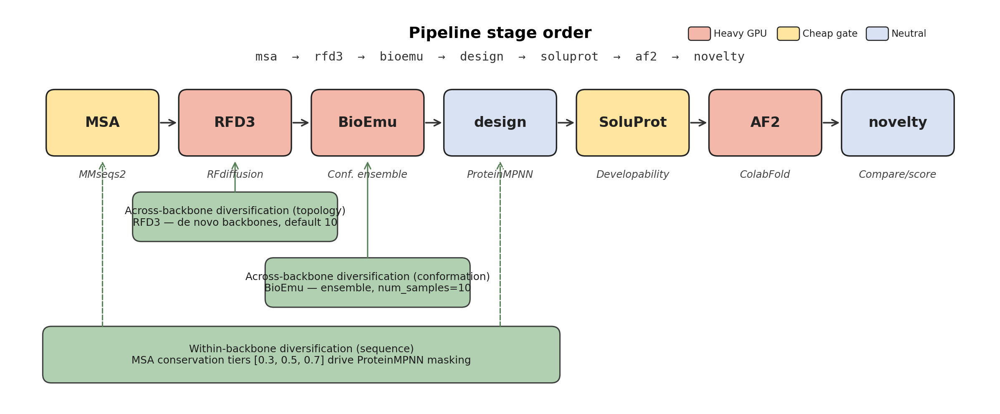 Pipeline stage order
Heavy GPU
Cheap gate
Neutral
msa → rfd3 → bioemu → design → soluprot → af2 → novelty
MSA
RFD3
BioEmu
design
SoluProt
AF2
novelty
MMseqs2
RFdiffusion
Conf. ensemble
ProteinMPNN
Developability
ColabFold
Compare/score
Across-backbone diversification (topology)
RFD3 — de novo backbones, default 10
Across-backbone diversification (conformation)
BioEmu — ensemble, num_samples=10
Within-backbone diversification (sequence)
MSA conservation tiers [0.3, 0.5, 0.7] drive ProteinMPNN masking